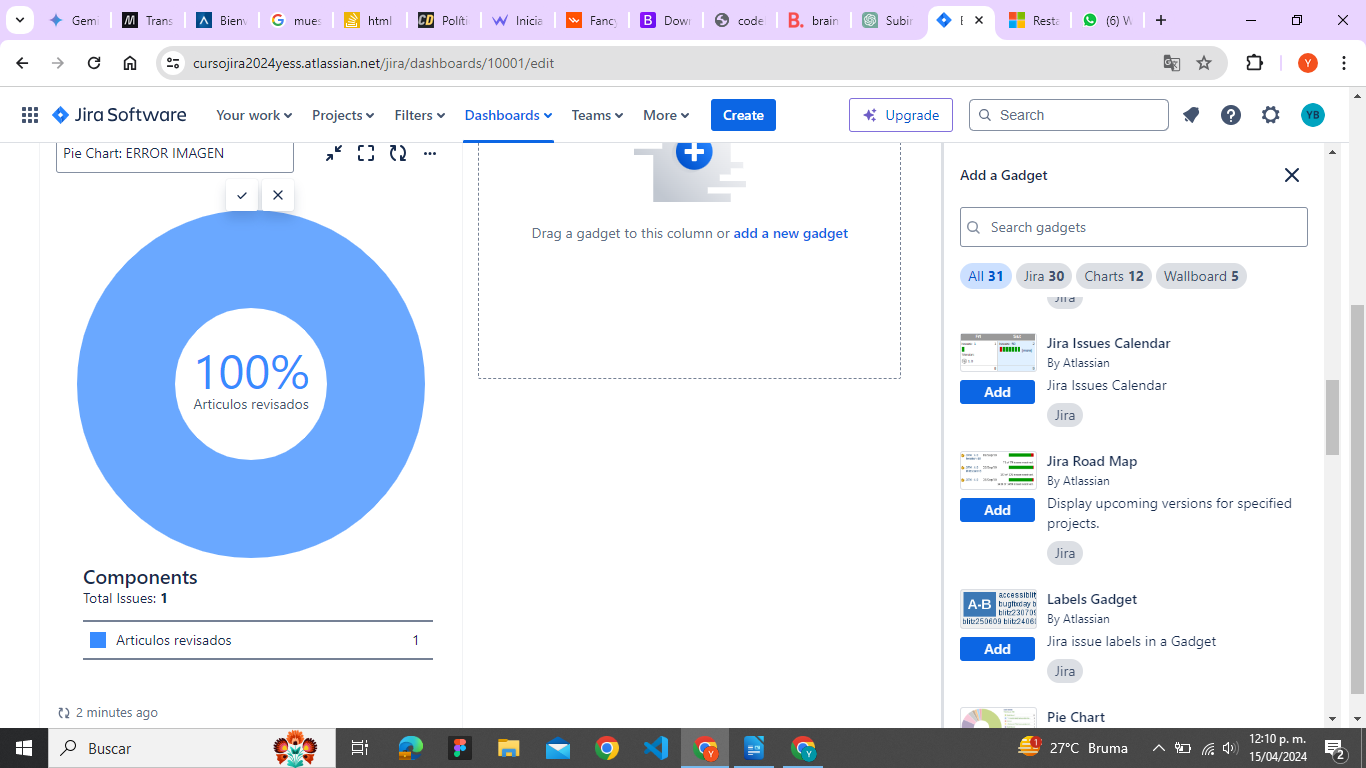 Gemi
Trans
Bienv
mues
html
Políti
Inicia
Fancy
Dow
code
brain
Subir
E
Resta
(6) W
cursojira2024yess.atlassian.net/jira/dashboards/10001/edit
Y
Jira Software
Your work
Projects
Filters
Dashboards
Teams
More
Create
Upgrade
Search
YB
Pie Chart: ERROR IMAGEN
100%
Articulos revisados
Components
Total Issues: 1
Articulos revisados 1
2 minutes ago
Drag a gadget to this column or add a new gadget
Add a Gadget
Search gadgets
All 31
Jira 30
Charts 12
Wallboard 5
Jira
Jira Issues Calendar
By Atlassian
Add
Jira Issues Calendar
Jira
Jira Road Map
By Atlassian
Add
Display upcoming versions for specified
projects.
Jira
A-B
Labels Gadget
By Atlassian
Add
Jira issue labels in a Gadget
Jira
Pie Chart
Buscar
27°C Bruma
12:10 p. m.
15/04/2024
2